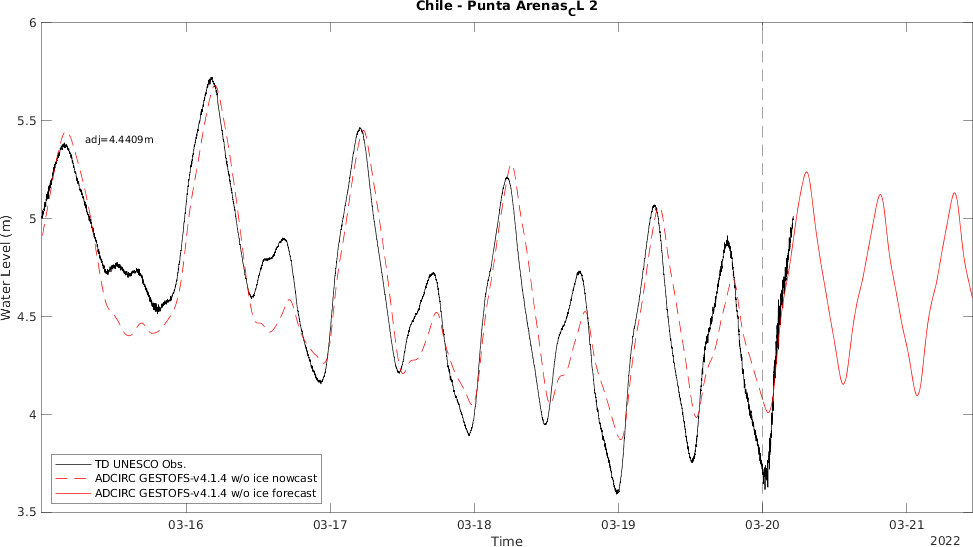 Chile - Punta Arenas_CL 2
6
adj=4.4409m
5.5
5
4.5
4
3.5
Water Level (m)
TD UNESCO Obs.
ADCIRC GESTOFS-v4.1.4 w/o ice nowcast
ADCIRC GESTOFS-v4.1.4 w/o ice forecast
03-16 03-17 03-18 03-19 03-20 03-21
Time
2022